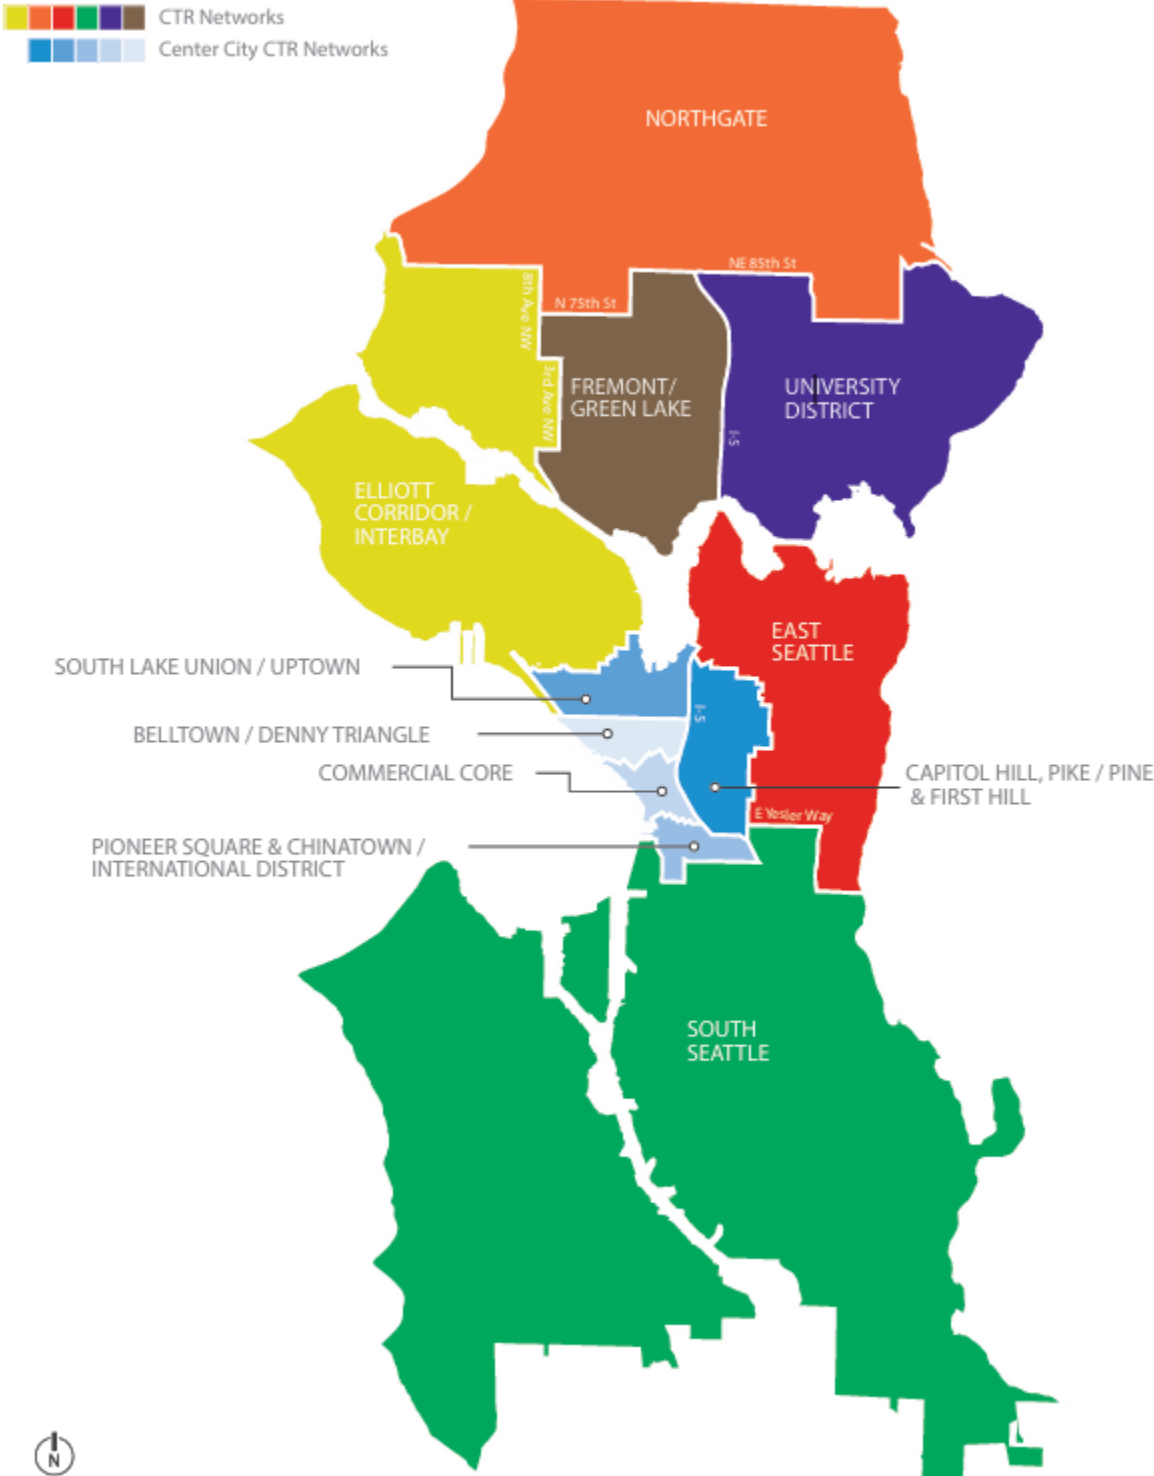 CTR Networks
Center City CTR Networks
NORTHGATE
NE 85th St
8th Ave NW
N 75th St
3rd Ave NW
FREMONT/
GREEN LAKE
UNIVERSITY
DISTRICT
I-5
ELLIOTT
CORRIDOR /
INTERBAY
EAST
SEATTLE
SOUTH LAKE UNION / UPTOWN
I-5
BELLTOWN / DENNY TRIANGLE
COMMERCIAL CORE
CAPITOL HILL, PIKE / PINE
& FIRST HILL
E Yesler Way
PIONEER SQUARE & CHINATOWN /
INTERNATIONAL DISTRICT
SOUTH
SEATTLE
N